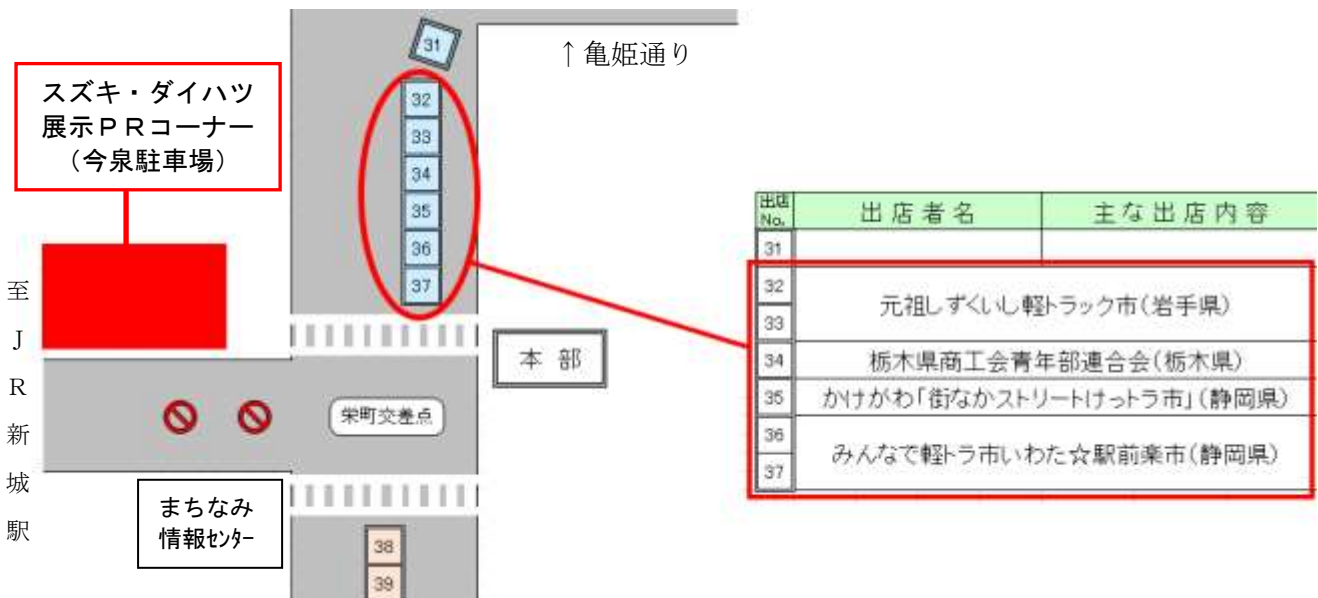 ↑亀姫通り
スズキ・ダイハツ
展示PRコーナー
(今泉駐車場)
31
32
33
34
35
36
37
至JR新城駅
本部
栄町交差点
まちなみ
情報センター
38
39
出店No. 出店者名 主な出店内容
31
32
33
元祖しずくいし軽トラック市(岩手県)
34 栃木県商工会青年部連合会(栃木県)
35 かけがわ「街なかストリートけっトラ市」(静岡県)
36
37
みんなで軽トラ市いわた☆駅前楽市(静岡県)